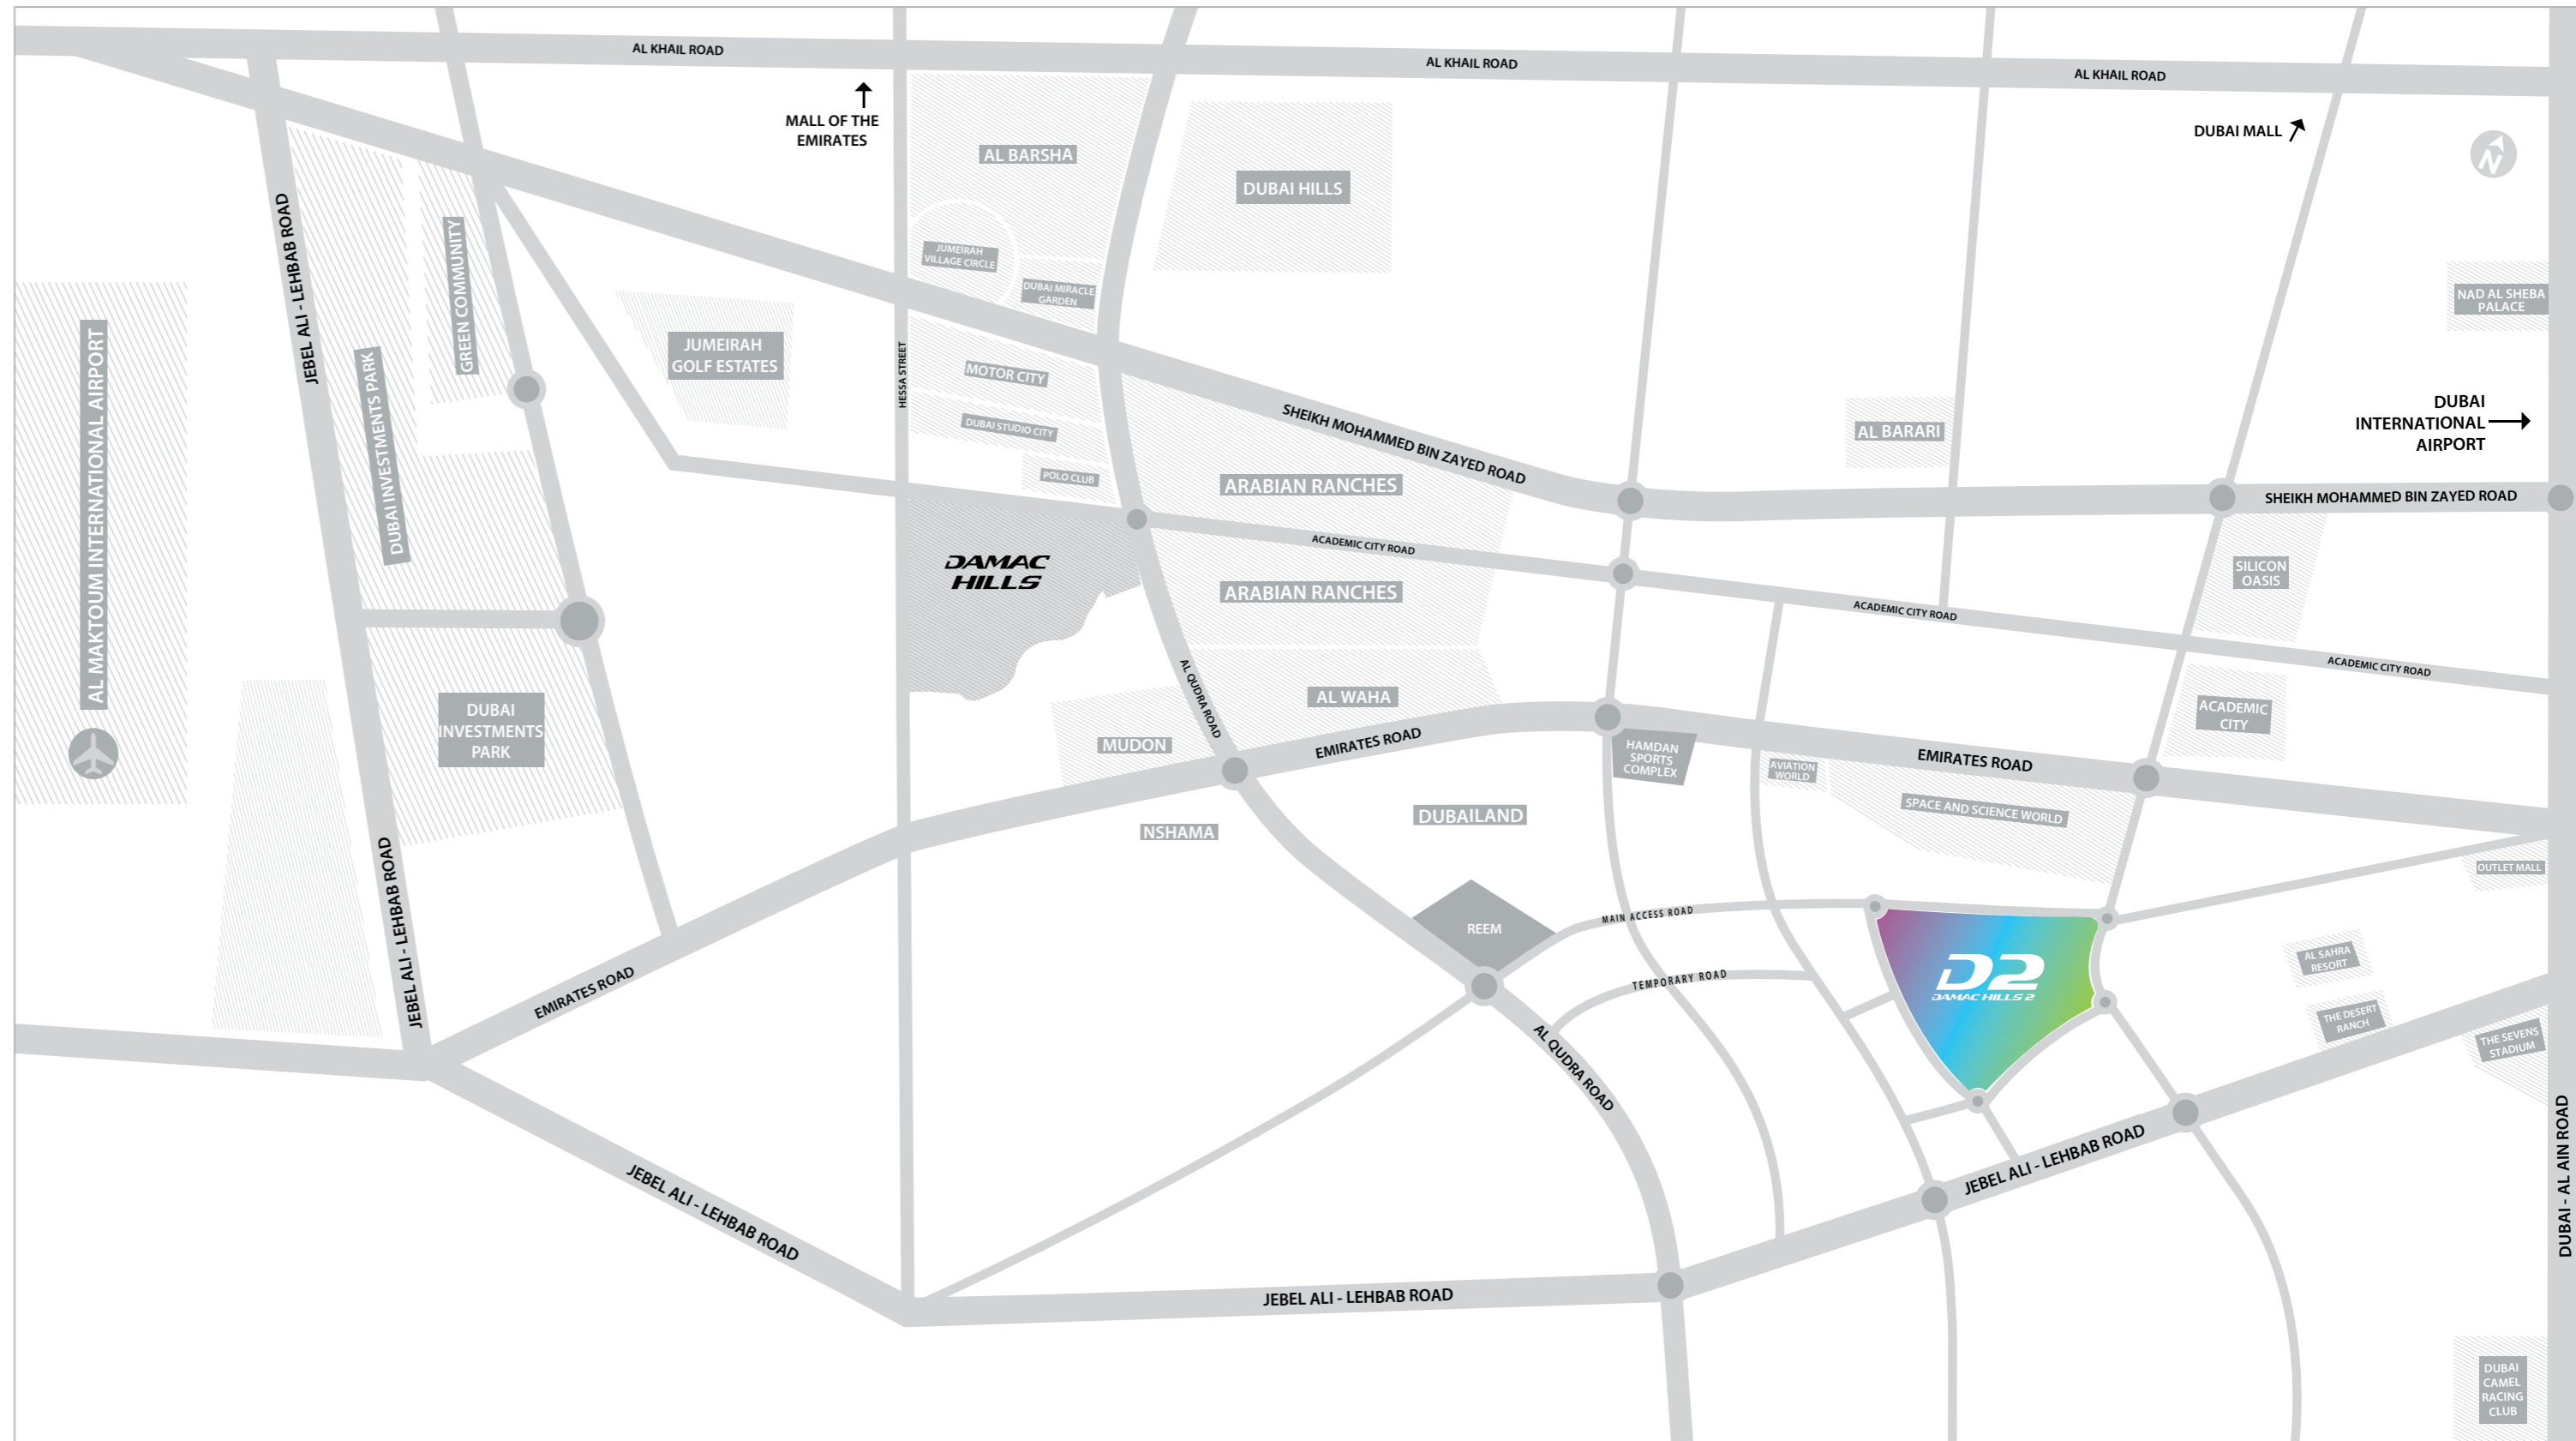 AL KHAIL ROAD
AL KHAIL ROAD
AL KHAIL ROAD
MALL OF THE
EMIRATES
DUBAI MALL
N
AL BARSHA
DUBAI HILLS
JEBEL ALI - LEHBAB ROAD
GREEN COMMUNITY
JUMEIRAH
VILLAGE CIRCLE
DUBAI MIRACLE
GARDEN
NAD AL SHEBA
PALACE
AL MAKTOUM INTERNATIONAL AIRPORT
DUBAI INVESTMENTS PARK
JUMEIRAH
GOLF ESTATES
HESSA STREET
MOTOR CITY
DUBAI STUDIO CITY
POLO CLUB
SHEIKH MOHAMMED BIN ZAYED ROAD
AL BARARI
DUBAI
INTERNATIONAL
AIRPORT
ARABIAN RANCHES
SHEIKH MOHAMMED BIN ZAYED ROAD
ACADEMIC CITY ROAD
DAMAC
HILLS
ARABIAN RANCHES
SILICON
OASIS
ACADEMIC CITY ROAD
ACADEMIC CITY ROAD
AL QUDRA ROAD
AL WAHA
DUBAI
INVESTMENTS
PARK
ACADEMIC
CITY
MUDON
EMIRATES ROAD
HAMDAN
SPORTS
COMPLEX
AVIATION
WORLD
EMIRATES ROAD
SPACE AND SCIENCE WORLD
NSHAMA
DUBAILAND
OUTLET MALL
JEBEL ALI - LEHBAB ROAD
REEM
MAIN ACCESS ROAD
TEMPORARY ROAD
D2
DAMAC HILLS 2
AL SAHRA
RESORT
THE DESERT
RANCH
THE SEVENS
STADIUM
EMIRATES ROAD
AL QUDRA ROAD
JEBEL ALI - LEHBAB ROAD
JEBEL ALI - LEHBAB ROAD
JEBEL ALI - LEHBAB ROAD
DUBAI - AL AIN ROAD
DUBAI
CAMEL
RACING
CLUB